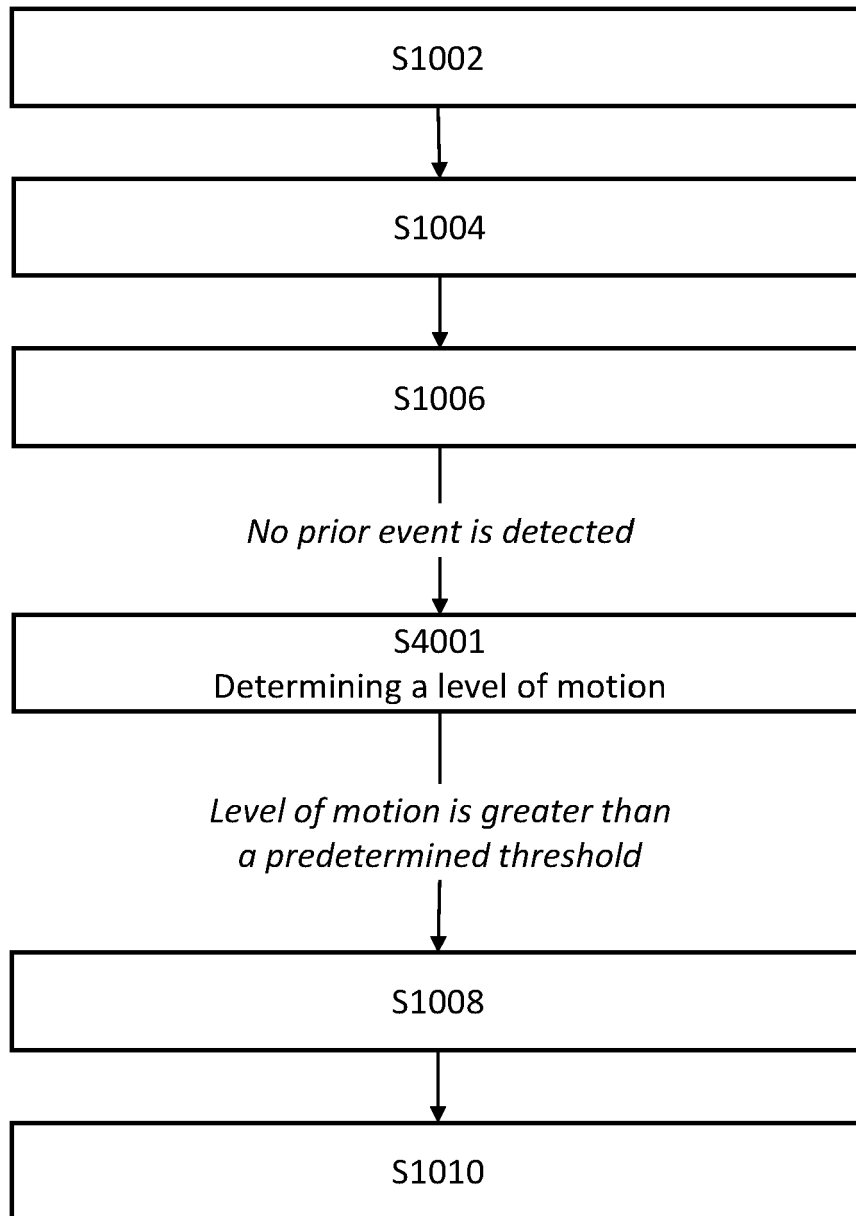 S1002
S1004
S1006
No prior event is detected
S4001
Determining a level of motion
Level of motion is greater than
a predetermined threshold
S1008
S1010